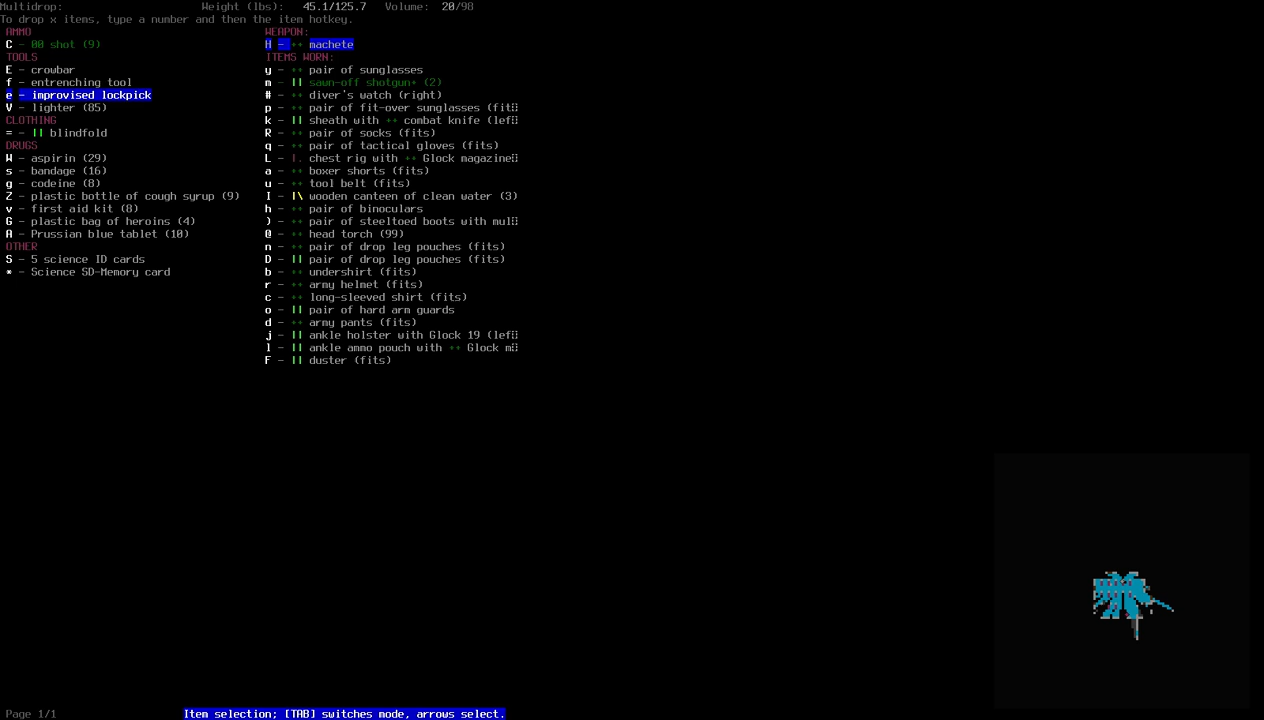 Multidrop: Weight (lbs): 45.1/125.7 Volume: 20/98
To drop x items, type a number and then the item hotkey.
AMMO
C - 00 shot (9)
TOOLS
E - crowbar
f - entrenching tool
e - improvised lockpick
V - lighter (85)
CLOTHING
= - || blindfold
DRUGS
W - aspirin (29)
s - bandage (16)
g - codeine (8)
Z - plastic bottle of cough syrup (9)
v - first aid kit (8)
G - plastic bag of heroins (4)
A - Prussian blue tablet (10)
OTHER
S - 5 science ID cards
* - Science SD-Memory card
WEAPON:
H - ++ machete
ITEMS WORN:
y - ++ pair of sunglasses
m - || sawn-off shotgun+ (2)
# - ++ diver's watch (right)
p - ++ pair of fit-over sunglasses (fit
k - || sheath with ++ combat knife (lef
R - ++ pair of socks (fits)
q - ++ pair of tactical gloves (fits)
L - |. chest rig with ++ Glock magazine
a - ++ boxer shorts (fits)
u - ++ tool belt (fits)
I - |\ wooden canteen of clean water (3)
h - ++ pair of binoculars
) - ++ pair of steeltoed boots with mul
@ - ++ head torch (99)
n - ++ pair of drop leg pouches (fits)
D - || pair of drop leg pouches (fits)
b - ++ undershirt (fits)
r - ++ army helmet (fits)
c - ++ long-sleeved shirt (fits)
o - || pair of hard arm guards
d - ++ army pants (fits)
j - || ankle holster with Glock 19 (lef
l - || ankle ammo pouch with ++ Glock m
F - || duster (fits)
Page 1/1 Item selection; [TAB] switches mode, arrows select.